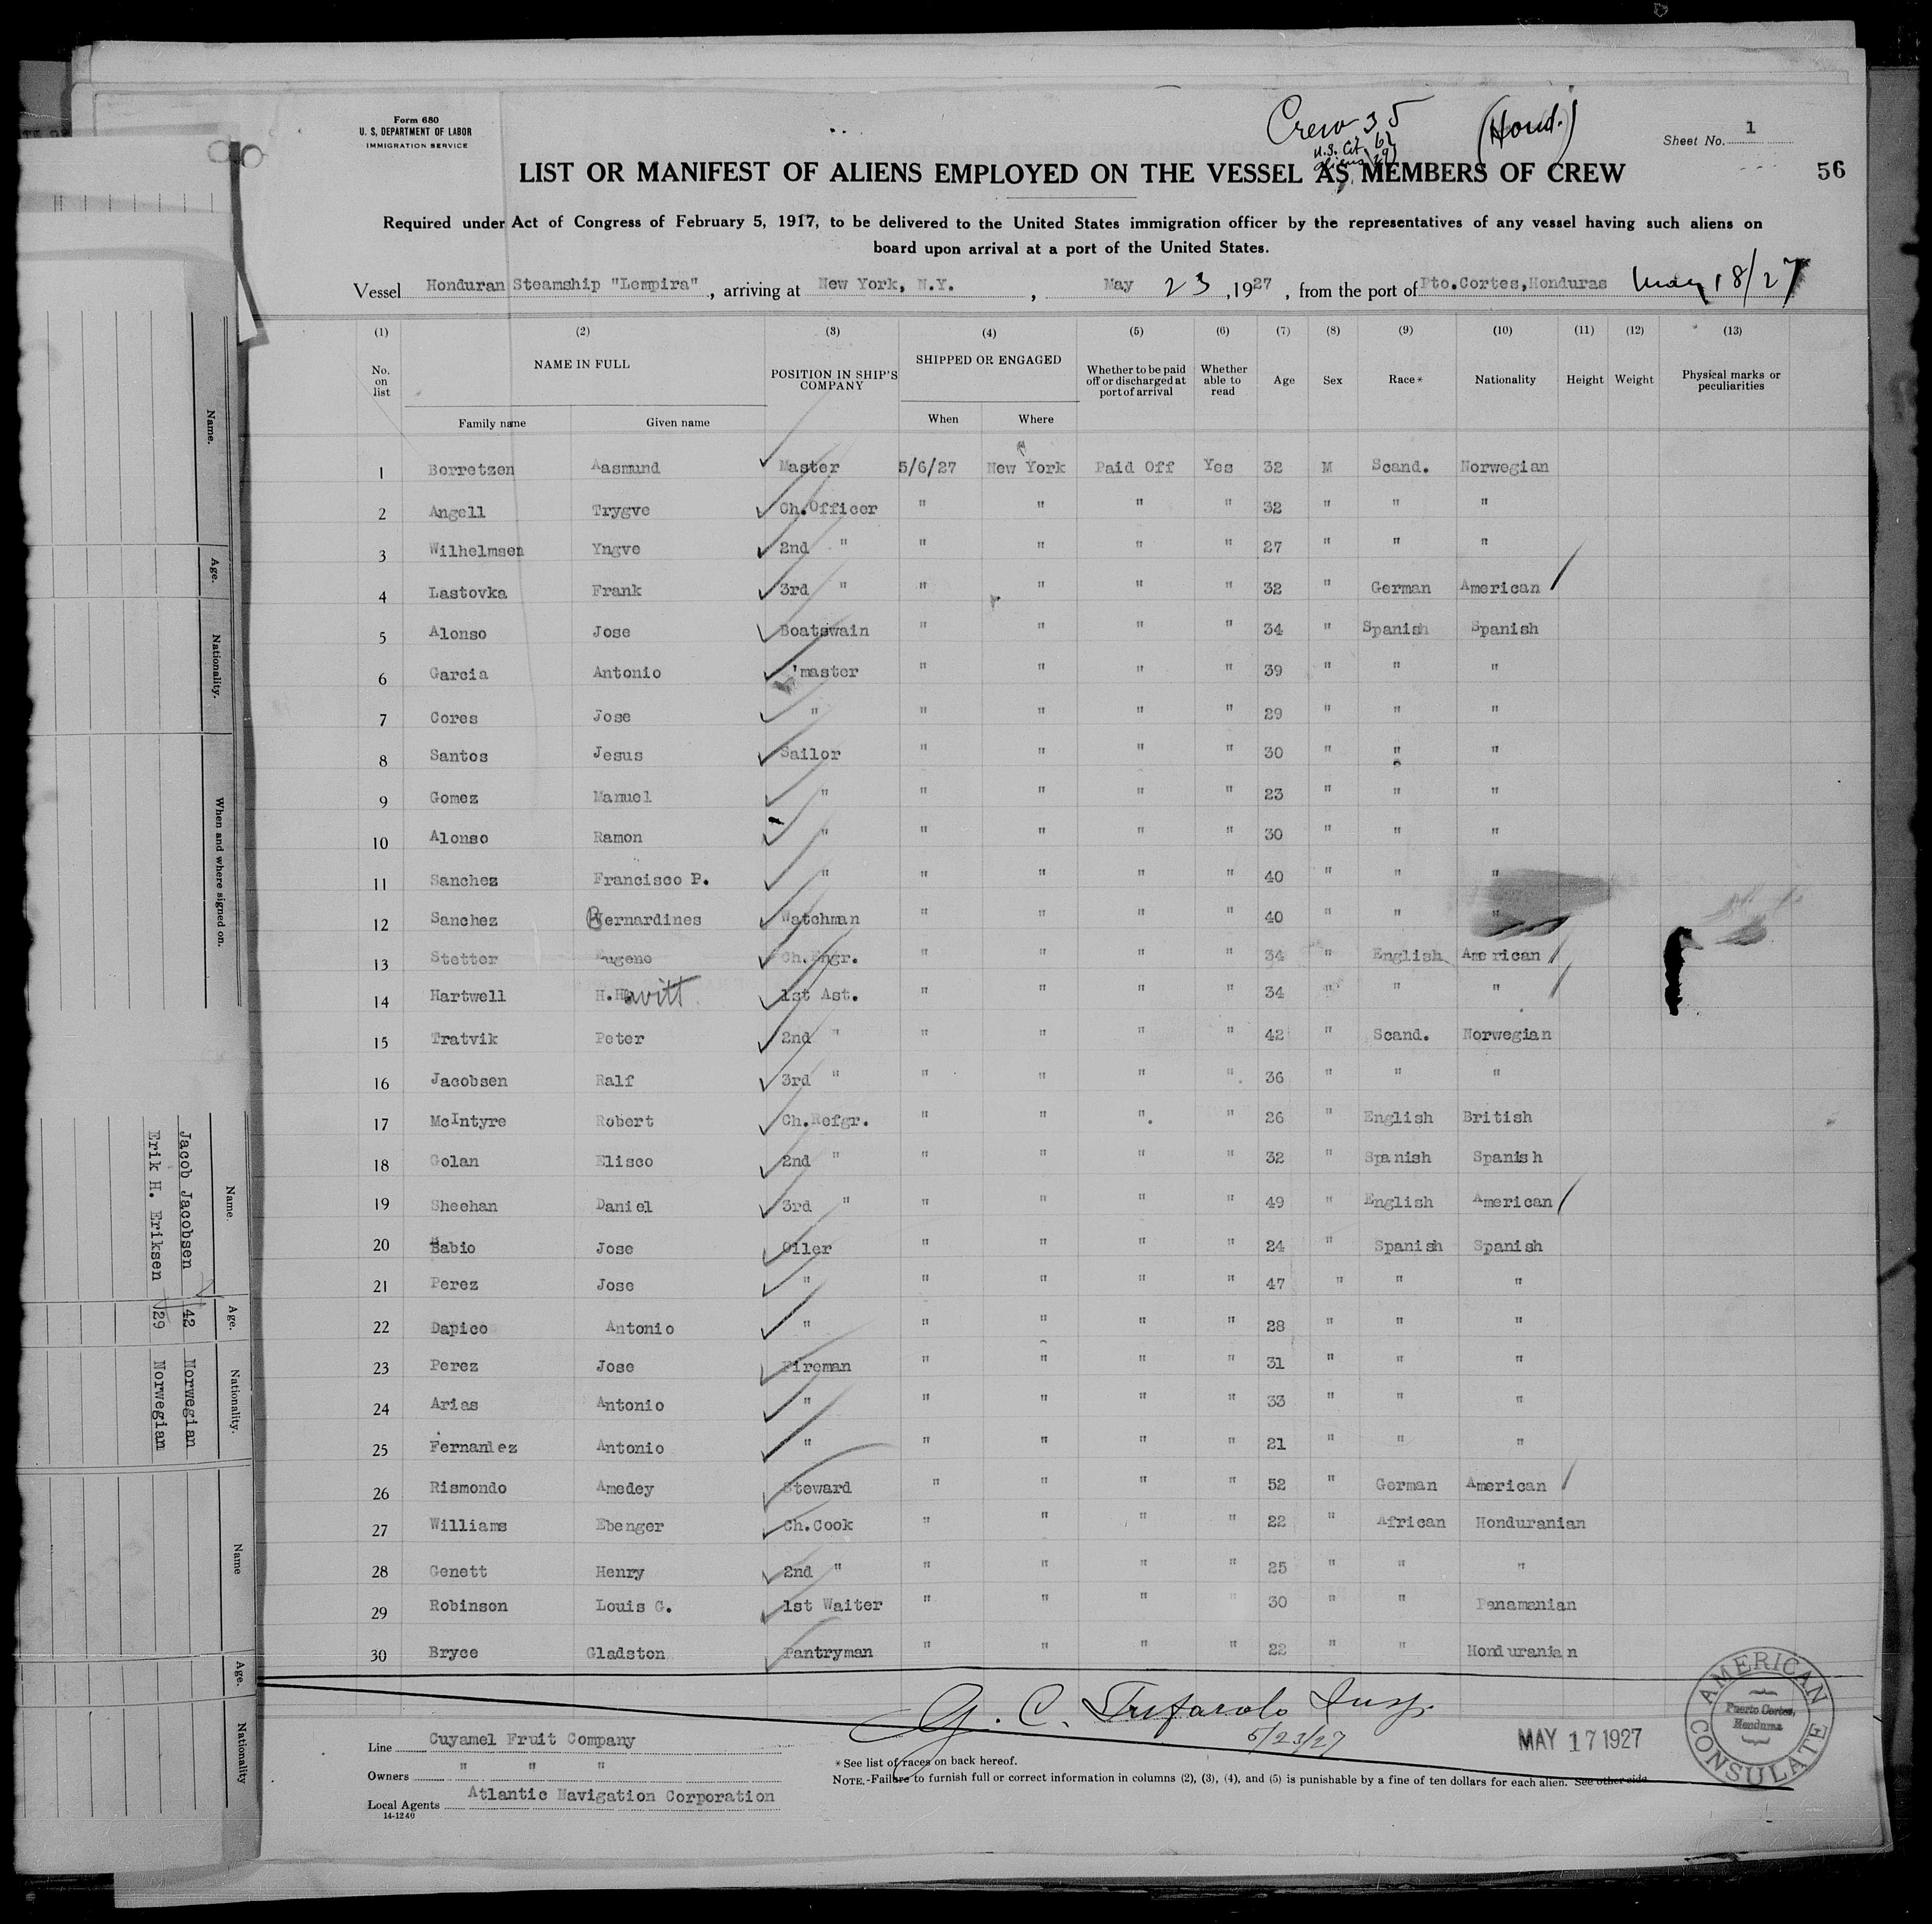 Form 680
U. S. DEPARTMENT OF LABOR
IMMIGRATION SERVICE
Crew 35
U.S. Cit 6
Aliens 29
(Hond.)
Sheet No. 1
56
LIST OR MANIFEST OF ALIENS EMPLOYED ON THE VESSEL AS MEMBERS OF CREW
Required under Act of Congress of February 5, 1917, to be delivered to the United States immigration officer by the representatives of any vessel having such aliens on
board upon arrival at a port of the United States.
Vessel Honduran Steamship "Lempira" , arriving at New York, N.Y. , May 23 , 1927 , from the port of Pto.Cortes,Honduras May 18/27
(1) (2) (3) (4) (5) (6) (7) (8) (9) (10) (11) (12) (13)
No. on list NAME IN FULL POSITION IN SHIP'S COMPANY SHIPPED OR ENGAGED Whether to be paid off or discharged at port of arrival Whether able to read Age Sex Race* Nationality Height Weight Physical marks or peculiarities
Family name Given name When Where
1 Borretzen Aasmund Master 5/6/27 New York Paid Off Yes 32 M Scand. Norwegian
2 Angell Trygve Ch.Officer " " " " 32 " " "
3 Wilhelmsen Yngve 2nd " " " " " 27 " " "
4 Lastovka Frank 3rd " " " " " 32 " German American
5 Alonso Jose Boatswain " " " " 34 " Spanish Spanish
6 Garcia Antonio 'master " " " " 39 " " "
7 Cores Jose " " " " " 29 " " "
8 Santos Jesus Sailor " " " " 30 " " "
9 Gomez Manuel " " " " " 23 " " "
10 Alonso Ramon " " " " " 30 " " "
11 Sanchez Francisco P. " " " " " 40 " " "
12 Sanchez Bernardines Watchman " " " " 40 " " "
13 Stetter Eugene Ch.Engr. " " " " 34 " English American
14 Hartwell H.Hewitt 1st Ast. " " " " 34 " " "
15 Tratvik Peter 2nd " " " " " 42 " Scand. Norwegian
16 Jacobsen Ralf 3rd " " " " " 36 " " "
17 McIntyre Robert Ch.Refgr. " " " " 26 " English British
18 Golan Elisco 2nd " " " " " 32 " Spanish Spanish
19 Sheehan Daniel 3rd " " " " " 49 " English American
20 Babio Jose Oiler " " " " 24 " Spanish Spanish
21 Perez Jose " " " " " 47 " " "
22 Dapico Antonio " " " " " 28 " " "
23 Perez Jose Fireman " " " " 31 " " "
24 Arias Antonio " " " " " 33 " " "
25 Fernanlez Antonio " " " " " 21 " " "
26 Rismondo Amedey Steward " " " " 52 " German American
27 Williams Ebenger Ch.Cook " " " " 22 " African Honduranian
28 Genett Henry 2nd " " " " " 25 " " "
29 Robinson Louis G. 1st Waiter " " " " 30 " " Panamanian
30 Bryce Gladston Pantryman " " " " 22 " " Honduranian
G. C. Insp.
5/23/27
Line Cuyamel Fruit Company
Owners " " "
Local Agents Atlantic Navigation Corporation
14-1240
*See list of races on back hereof.
NOTE.-Failure to furnish full or correct information in columns (2), (3), (4), and (5) is punishable by a fine of ten dollars for each alien. See other side
MAY 17 1927
AMERICAN CONSULATE
Puerto Cortes,
Honduras
Name. Age. Nationality. When and where signed on.
Name. Age. Nationality. Name Age. Nationality
Jacob Jacobsen 42 Norwegian
Erik H. Eriksen 29 Norwegian